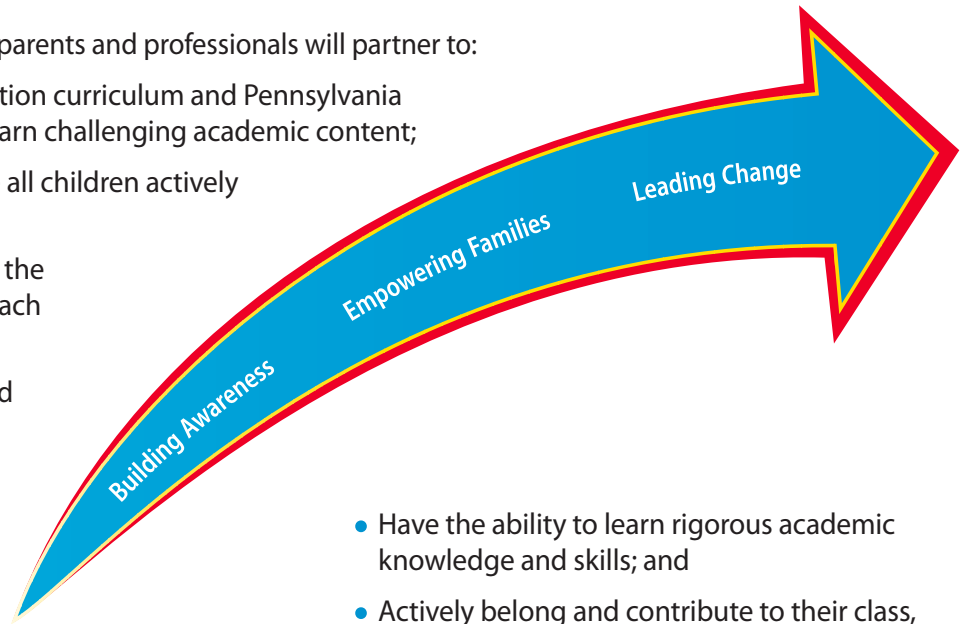 parents and professionals will partner to:
tion curriculum and Pennsylvania
arn challenging academic content;
all children actively
the
ach
d
Building Awareness
Empowering Families
Leading Change
• Have the ability to learn rigorous academic
knowledge and skills; and
• Actively belong and contribute to their class,